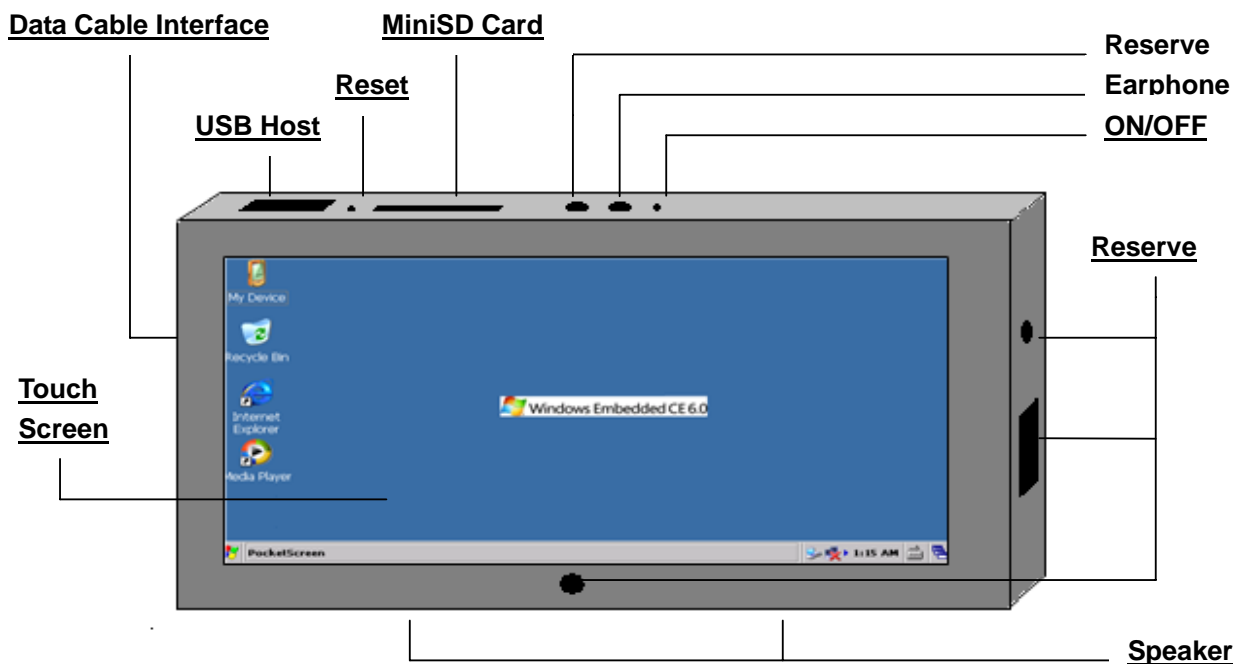 Data Cable Interface
MiniSD Card
Reserve
Reset
Earphone
USB Host
ON/OFF
Reserve
My Device
Recycle Bin
Touch
Screen
Internet
Explorer
Windows Embedded CE 6.0
Media Player
PocketScreen
1:15 AM
Speaker